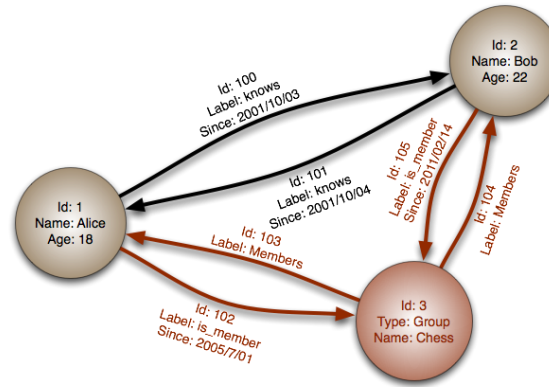 Id: 2
Name: Bob
Age: 22
Id: 100
Label: knows
Since: 2001/10/03
Id: 101
Label: knows
Since: 2001/10/04
Id: 105
Label: is_member
Since: 2011/02/14
Id: 104
Label: Members
Id: 1
Name: Alice
Age: 18
Id: 103
Label: Members
Id: 102
Label: is_member
Since: 2005/7/01
Id: 3
Type: Group
Name: Chess